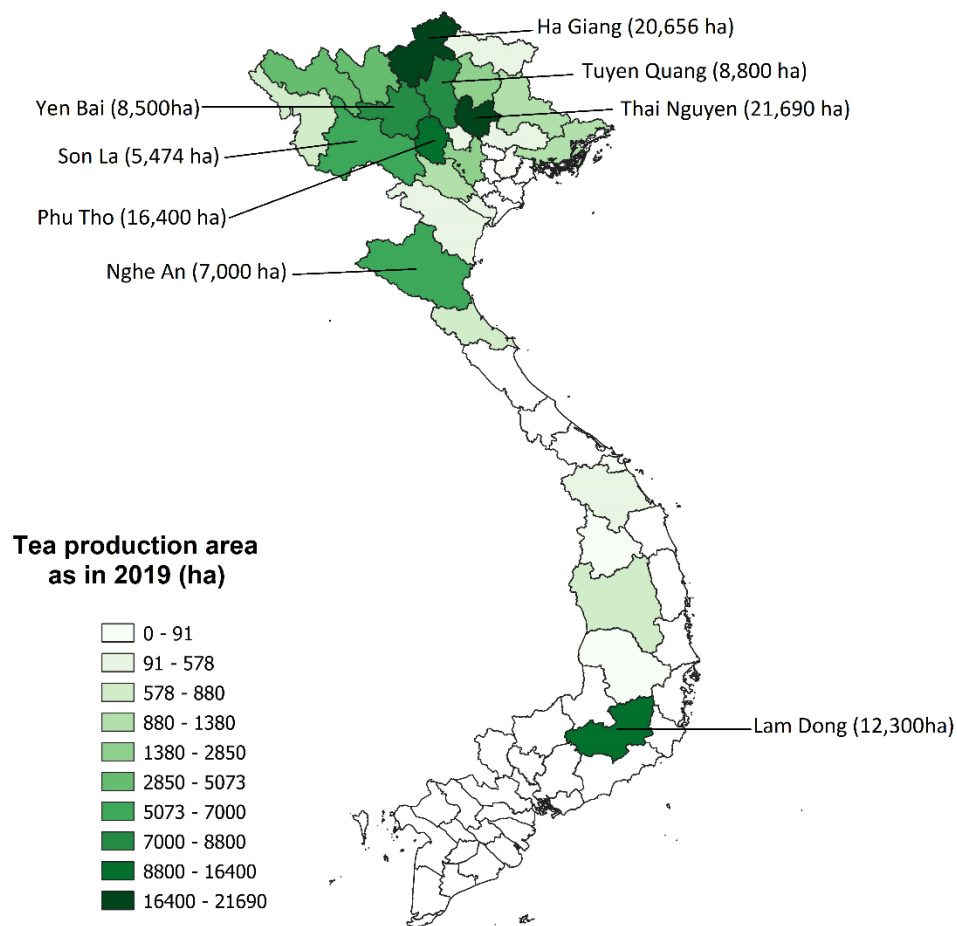 Ha Giang (20,656 ha)
Tuyen Quang (8,800 ha)
Yen Bai (8,500ha)
Thai Nguyen (21,690 ha)
Son La (5,474 ha)
Phu Tho (16,400 ha)
Nghe An (7,000 ha)
Tea production area
as in 2019 (ha)
0 - 91
91 - 578
578 - 880
880 - 1380
1380 - 2850
2850 - 5073
5073 - 7000
7000 - 8800
8800 - 16400
16400 - 21690
Lam Dong (12,300ha)